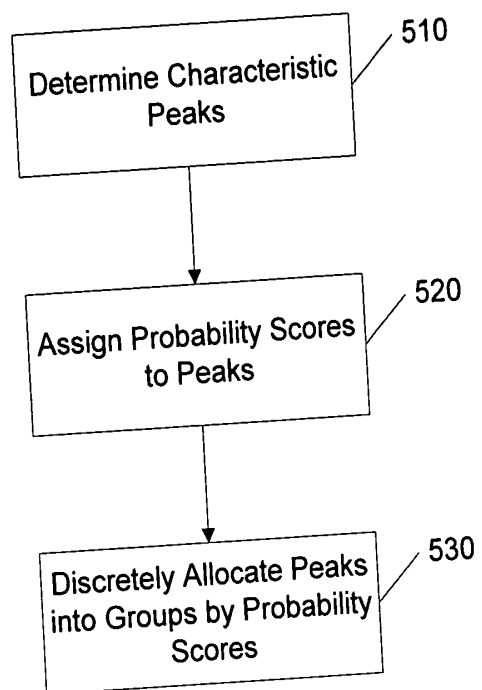 510
Determine Characteristic
Peaks
520
Assign Probability Scores
to Peaks
530
Discretely Allocate Peaks
into Groups by Probability
Scores